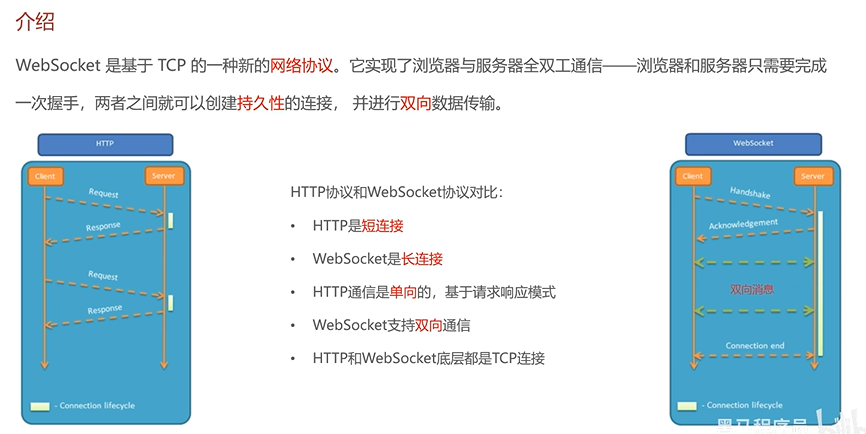 介绍
WebSocket 是基于 TCP 的一种新的网络协议。它实现了浏览器与服务器全双工通信——浏览器和服务器只需要完成
一次握手，两者之间就可以创建持久性的连接， 并进行双向数据传输。
HTTP
Client
Server
Request
Response
Request
Response
- Connection lifecycle
HTTP协议和WebSocket协议对比：
• HTTP是短连接
• WebSocket是长连接
• HTTP通信是单向的，基于请求响应模式
• WebSocket支持双向通信
• HTTP和WebSocket底层都是TCP连接
WebSocket
Client
Server
Handshake
Acknowledgement
双向消息
Connection end
- Connection lifecycle
黑马程序员